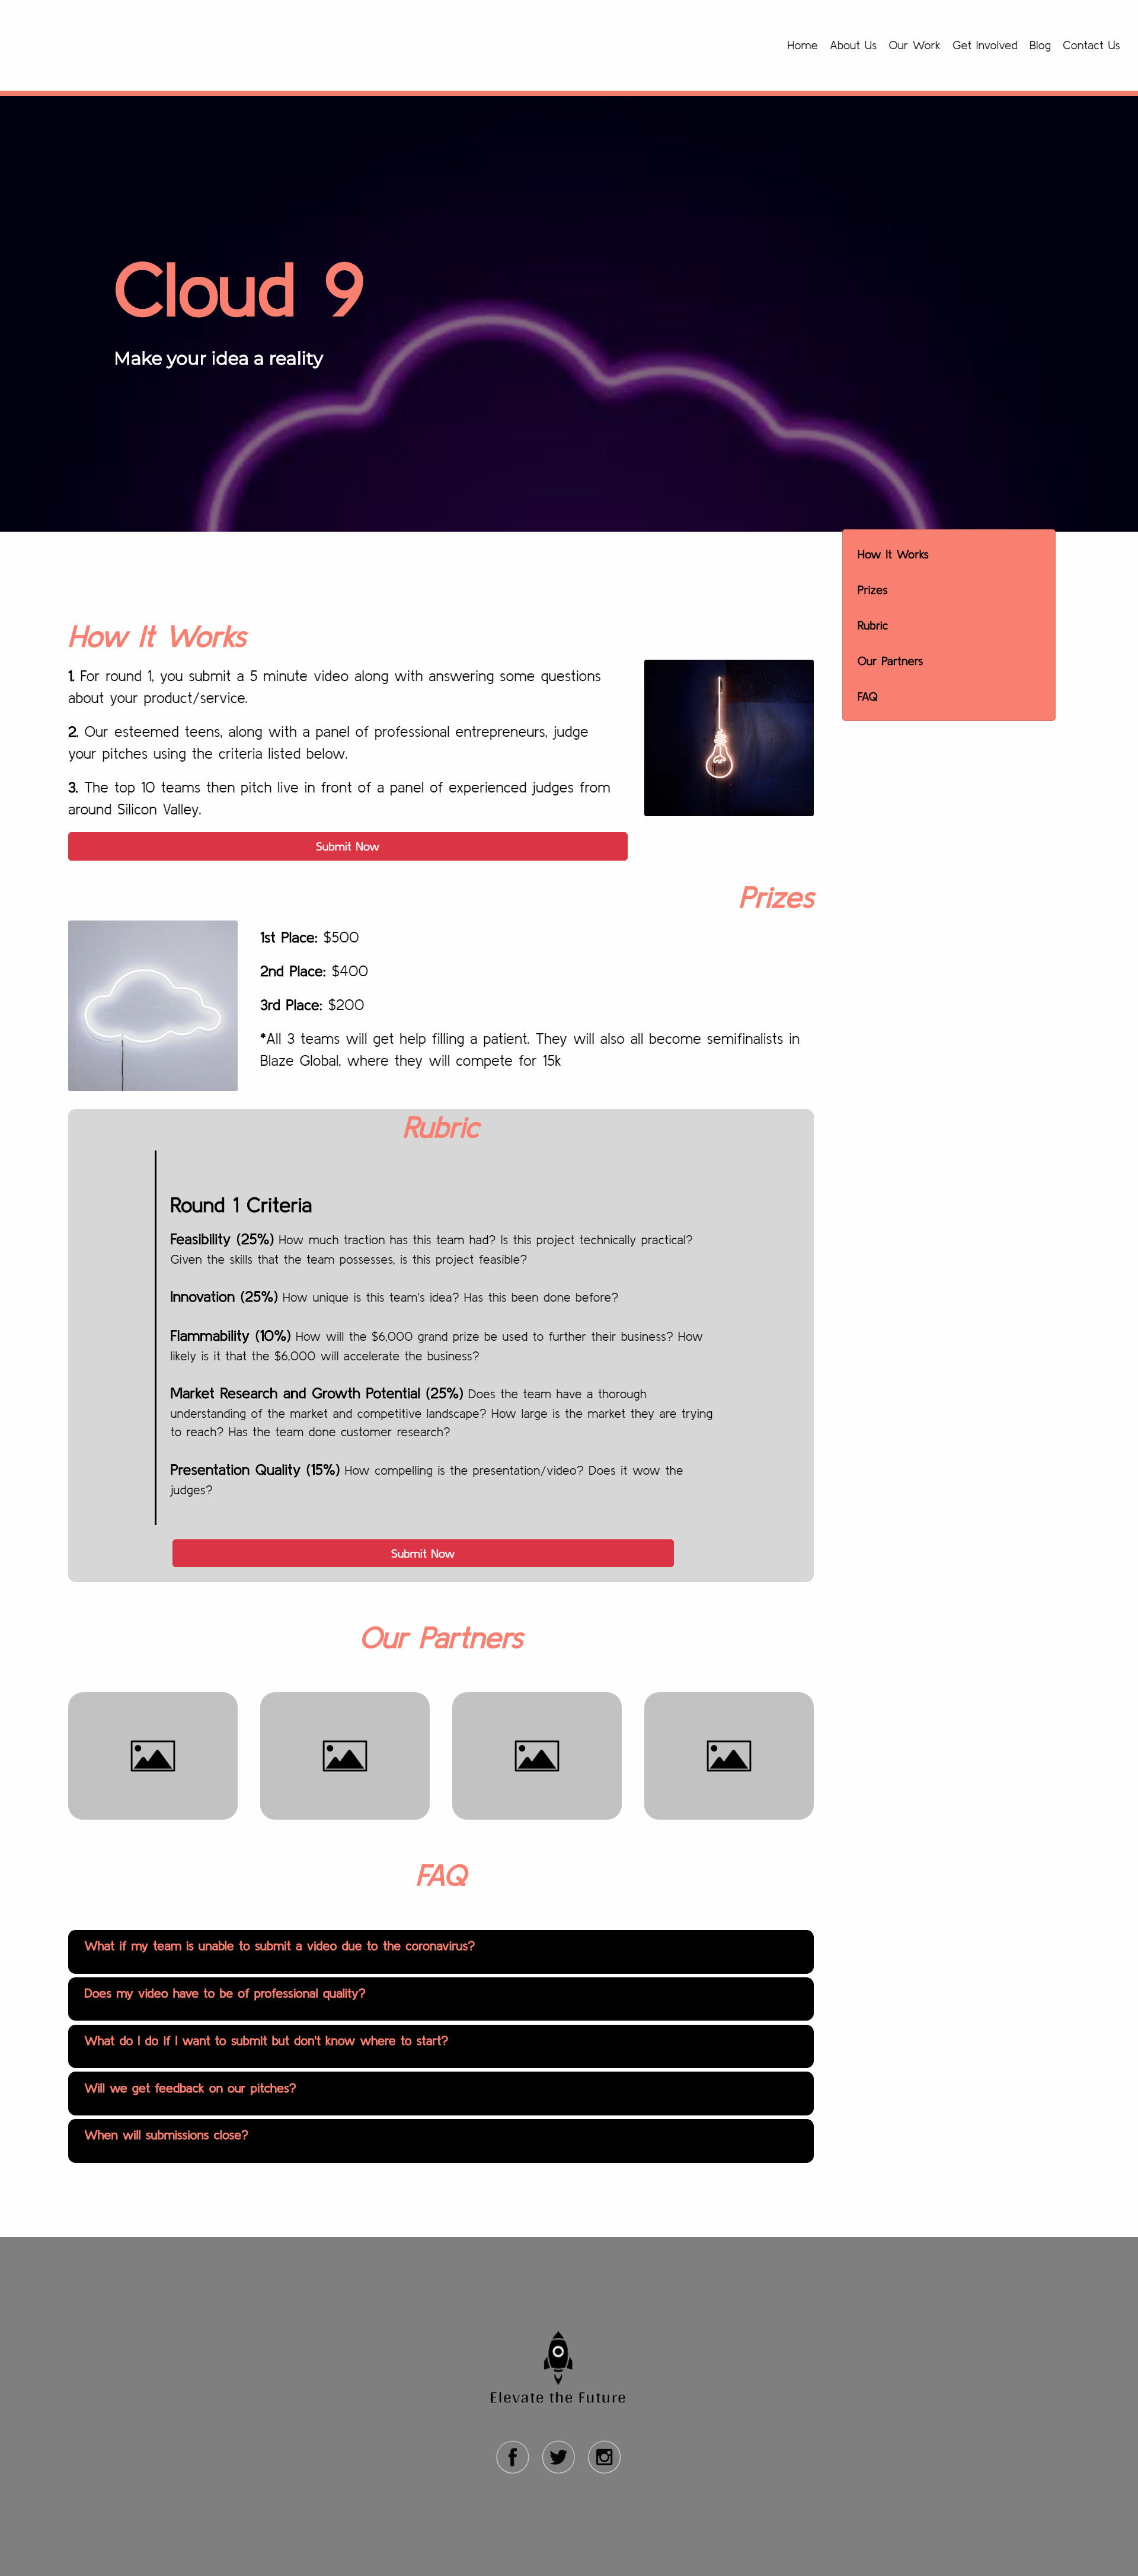 Home About Us Our Work Get Involved Blog Contact Us
Cloud 9
Make your idea a reality
How It Works
Prizes
Rubric
Our Partners
FAQ
How It Works
1. For round 1, you submit a 5 minute video along with answering some questions
about your product/service.
2. Our esteemed teens, along with a panel of professional entrepreneurs, judge
your pitches using the criteria listed below.
3. The top 10 teams then pitch live in front of a panel of experienced judges from
around Silicon Valley.
Submit Now
Prizes
1st Place: $500
2nd Place: $400
3rd Place: $200
*All 3 teams will get help filling a patient. They will also all become semifinalists in
Blaze Global, where they will compete for 15k
Rubric
Round 1 Criteria
Feasibility (25%) How much traction has this team had? Is this project technically practical?
Given the skills that the team possesses, is this project feasible?
Innovation (25%) How unique is this team's idea? Has this been done before?
Flammability (10%) How will the $6,000 grand prize be used to further their business? How
likely is it that the $6,000 will accelerate the business?
Market Research and Growth Potential (25%) Does the team have a thorough
understanding of the market and competitive landscape? How large is the market they are trying
to reach? Has the team done customer research?
Presentation Quality (15%) How compelling is the presentation/video? Does it wow the
judges?
Submit Now
Our Partners
FAQ
What if my team is unable to submit a video due to the coronavirus?
Does my video have to be of professional quality?
What do I do if I want to submit but don't know where to start?
Will we get feedback on our pitches?
When will submissions close?
Elevate the Future